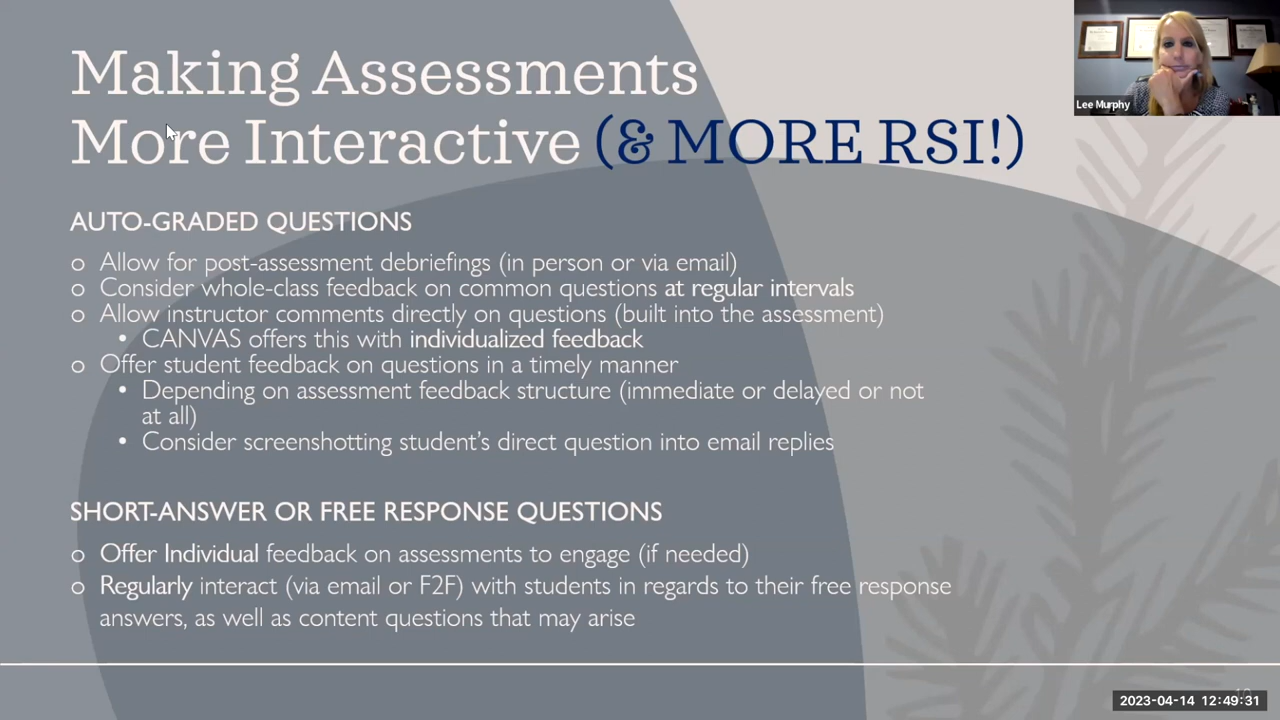 Making Assessments
More Interactive (& MORE RSI!)
Lee Murphy
AUTO-GRADED QUESTIONS
o Allow for post-assessment debriefings (in person or via email)
o Consider whole-class feedback on common questions at regular intervals
o Allow instructor comments directly on questions (built into the assessment)
• CANVAS offers this with individualized feedback
o Offer student feedback on questions in a timely manner
• Depending on assessment feedback structure (immediate or delayed or not
at all)
• Consider screenshotting student's direct question into email replies
SHORT-ANSWER OR FREE RESPONSE QUESTIONS
o Offer Individual feedback on assessments to engage (if needed)
o Regularly interact (via email or F2F) with students in regards to their free response
answers, as well as content questions that may arise
2023-04-14 12:49:31